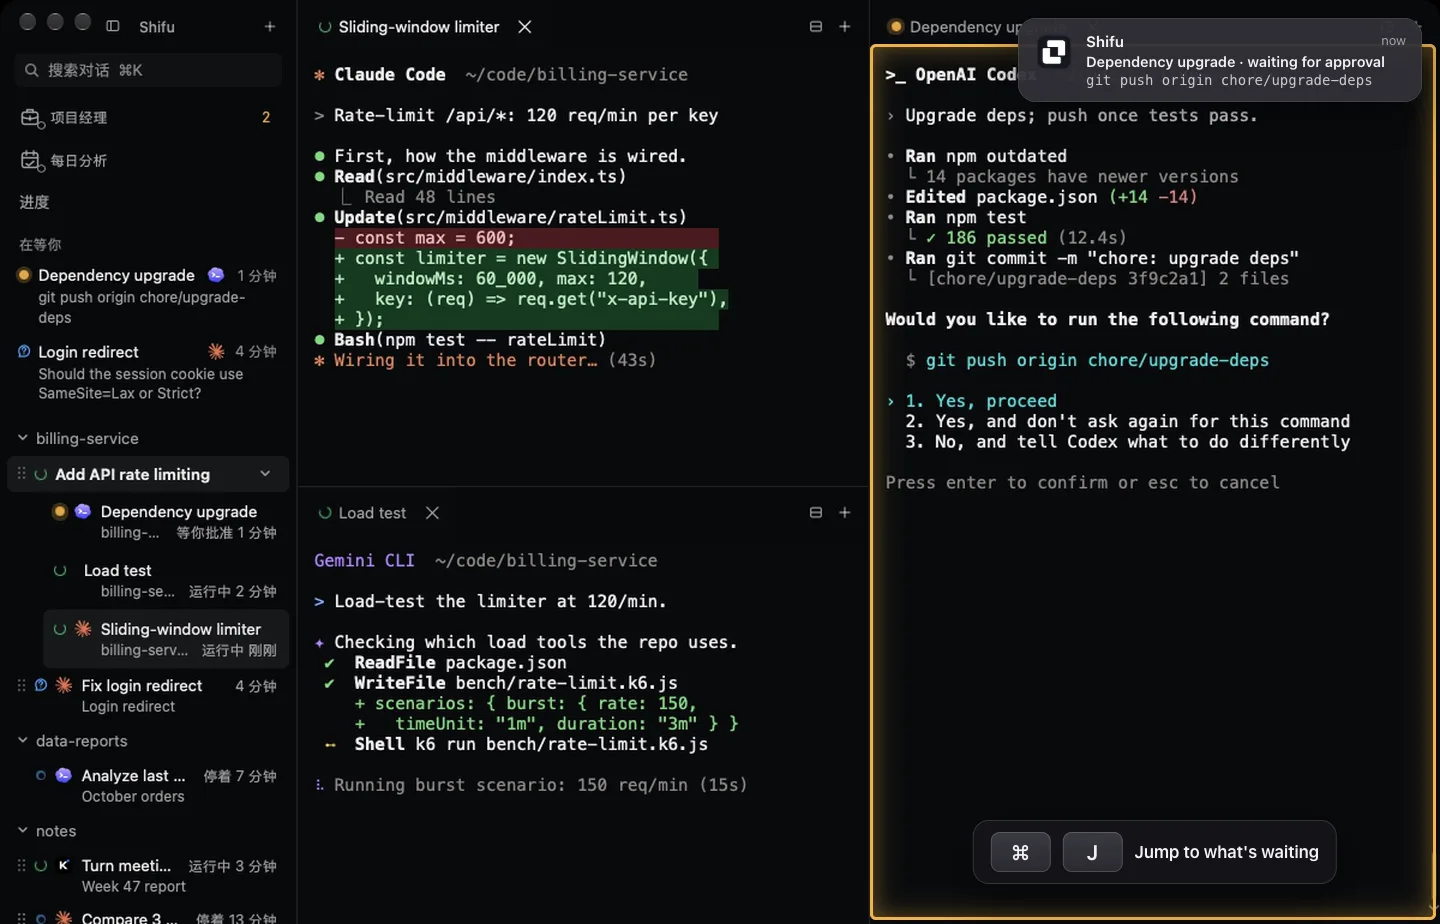 Shifu
搜索对话 ⌘K
项目经理 2
每日分析
进度
在等你
Dependency upgrade 1 分钟
git push origin chore/upgrade-
deps
Login redirect 4 分钟
Should the session cookie use
SameSite=Lax or Strict?
billing-service
Add API rate limiting
Dependency upgrade
billing-... 等你批准 1 分钟
Load test
billing-se... 运行中 2 分钟
Sliding-window limiter
billing-serv... 运行中 刚刚
Fix login redirect 4 分钟
Login redirect
data-reports
Analyze last ... 停着 7 分钟
October orders
notes
Turn meeti... 运行中 3 分钟
Week 47 report
Compare 3 ... 停着 13 分钟
Sliding-window limiter
* Claude Code ~/code/billing-service
> Rate-limit /api/*: 120 req/min per key
● First, how the middleware is wired.
● Read(src/middleware/index.ts)
⎿ Read 48 lines
● Update(src/middleware/rateLimit.ts)
- const max = 600;
+ const limiter = new SlidingWindow({
+   windowMs: 60_000, max: 120,
+   key: (req) => req.get("x-api-key"),
+ });
● Bash(npm test -- rateLimit)
* Wiring it into the router… (43s)
Load test
Gemini CLI ~/code/billing-service
> Load-test the limiter at 120/min.
✦ Checking which load tools the repo uses.
✔ ReadFile package.json
✔ WriteFile bench/rate-limit.k6.js
+ scenarios: { burst: { rate: 150,
+   timeUnit: "1m", duration: "3m" } }
Shell k6 run bench/rate-limit.k6.js
Running burst scenario: 150 req/min (15s)
Dependency up
Shifu now
Dependency upgrade · waiting for approval
git push origin chore/upgrade-deps
>_ OpenAI Codex
› Upgrade deps; push once tests pass.
• Ran npm outdated
└ 14 packages have newer versions
• Edited package.json (+14 -14)
• Ran npm test
└ ✓ 186 passed (12.4s)
• Ran git commit -m "chore: upgrade deps"
└ [chore/upgrade-deps 3f9c2a1] 2 files
Would you like to run the following command?
$ git push origin chore/upgrade-deps
› 1. Yes, proceed
2. Yes, and don't ask again for this command
3. No, and tell Codex what to do differently
Press enter to confirm or esc to cancel
⌘ J Jump to what's waiting